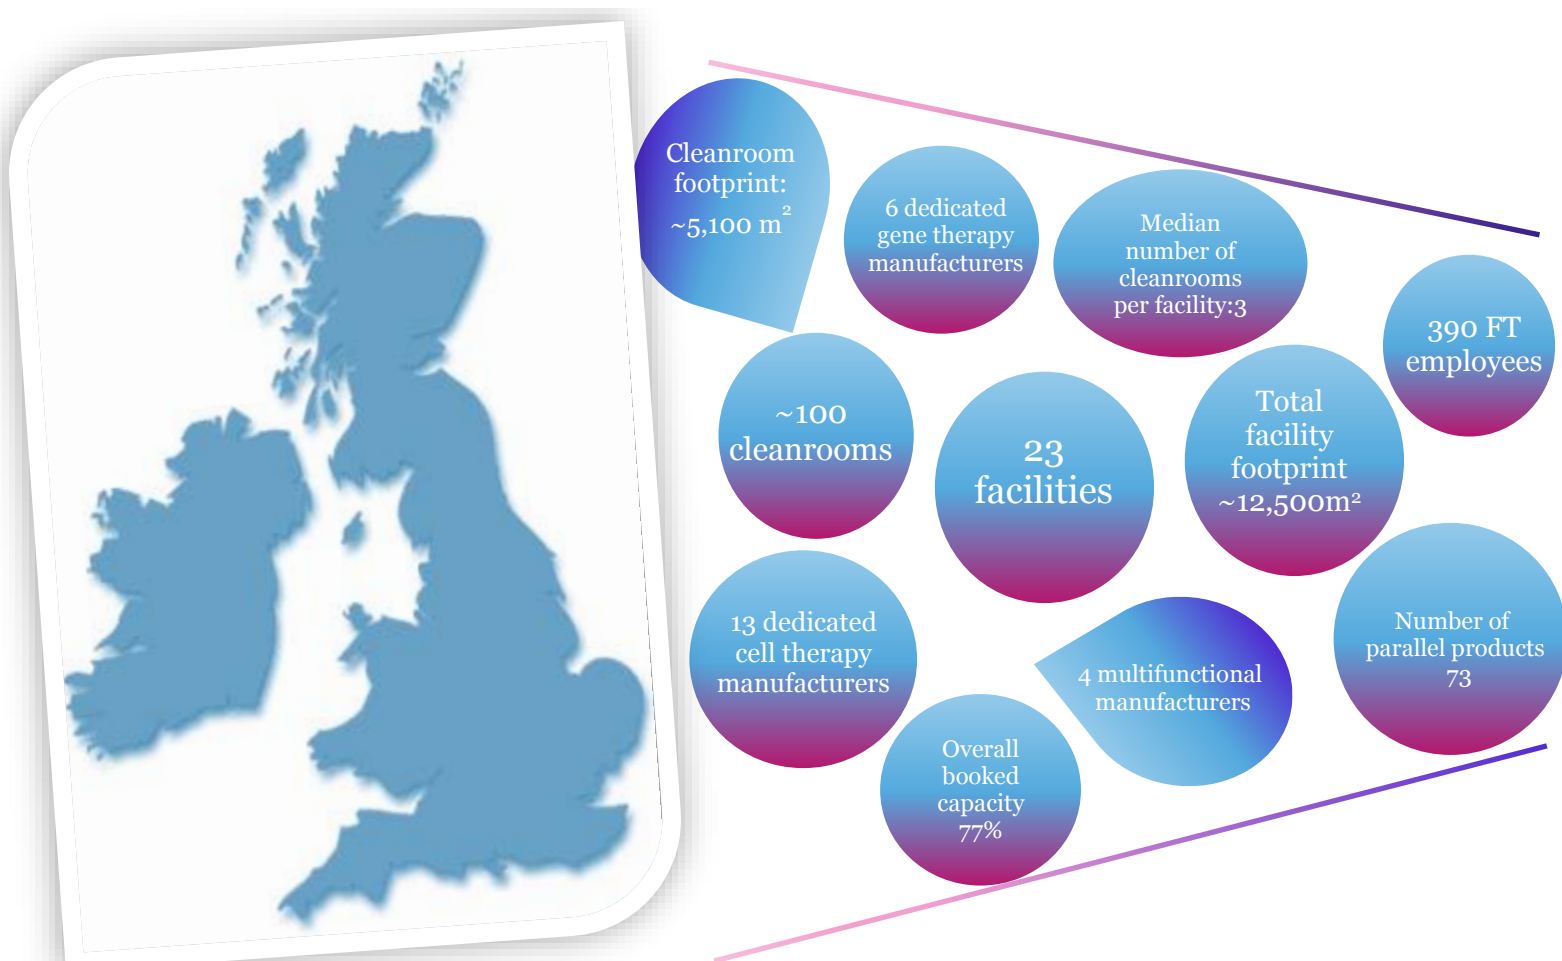 Cleanroom
footprint:
~5,100 m²
6 dedicated
gene therapy
manufacturers
Median
number of
cleanrooms
per facility:3
390 FT
employees
~100
cleanrooms
23
facilities
Total
facility
footprint
~12,500m²
13 dedicated
cell therapy
manufacturers
4 multifunctional
manufacturers
Number of
parallel products
73
Overall
booked
capacity
77%